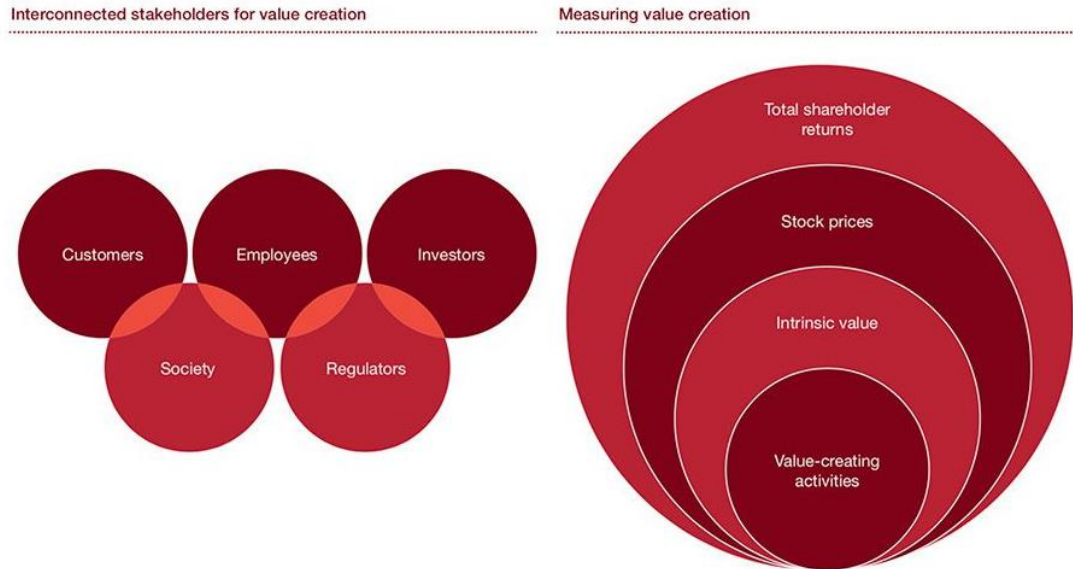 Interconnected stakeholders for value creation
Customers
Employees
Investors
Society
Regulators
Measuring value creation
Total shareholder
returns
Stock prices
Intrinsic value
Value-creating
activities